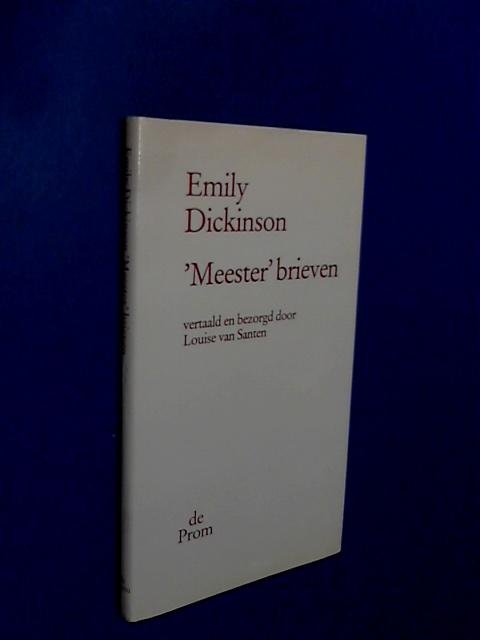 Emily
Dickinson
'Meester' brieven
vertaald en bezorgd door
Louise van Santen
de
Prom